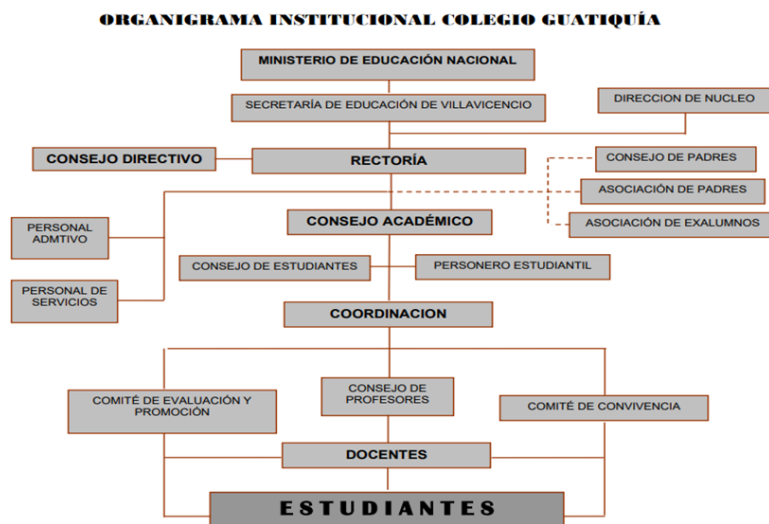 ORGANIGRAMA INSTITUCIONAL COLEGIO GUATIQUÍA
MINISTERIO DE EDUCACIÓN NACIONAL
SECRETARÍA DE EDUCACIÓN DE VILLAVICENCIO
DIRECCION DE NUCLEO
CONSEJO DIRECTIVO
RECTORÍA
CONSEJO DE PADRES
ASOCIACIÓN DE PADRES
ASOCIACIÓN DE EXALUMNOS
CONSEJO ACADÉMICO
PERSONAL
ADMTIVO
CONSEJO DE ESTUDIANTES
PERSONERO ESTUDIANTIL
PERSONAL DE
SERVICIOS
COORDINACION
COMITÉ DE EVALUACIÓN Y
PROMOCIÓN
CONSEJO DE
PROFESORES
COMITÉ DE CONVIVENCIA
DOCENTES
ESTUDIANTES